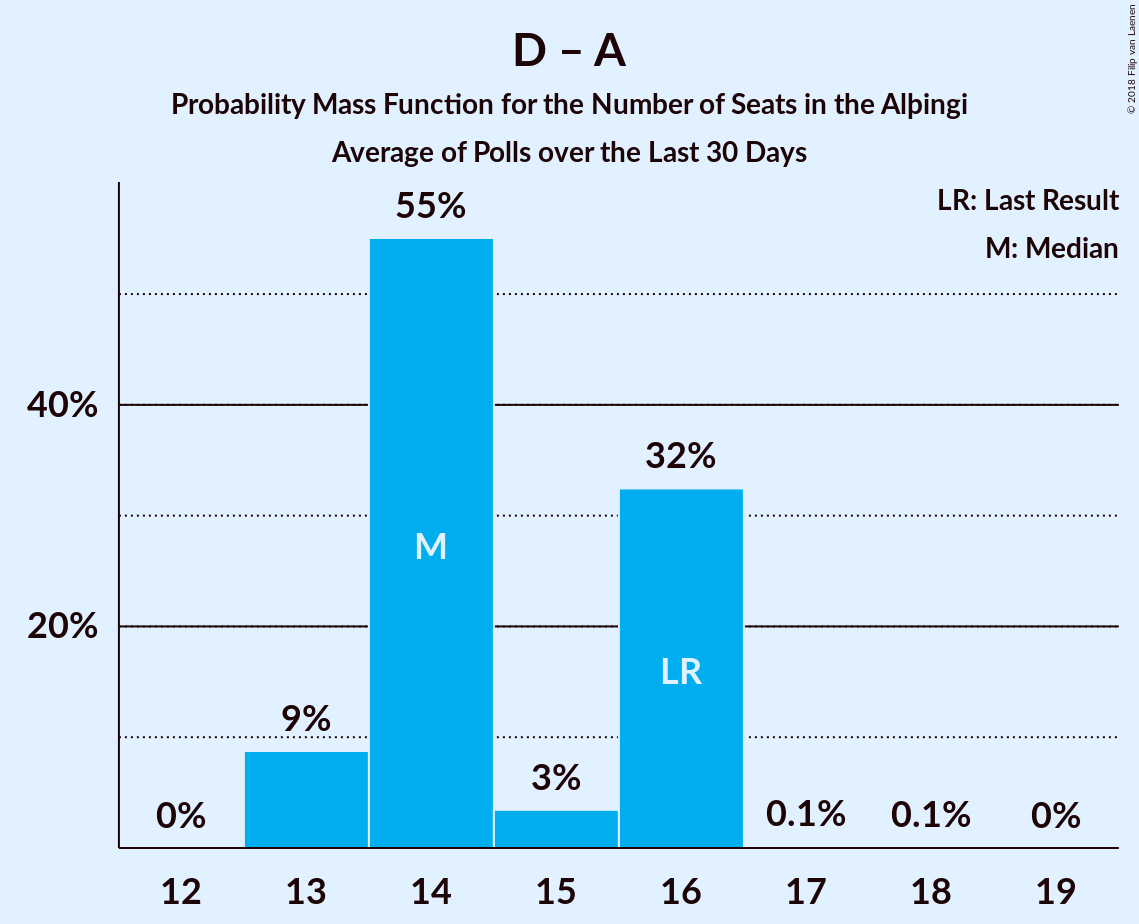 D – A
Probability Mass Function for the Number of Seats in the Alþingi
Average of Polls over the Last 30 Days
© 2018 Filip van Laenen
LR: Last Result
M: Median
55%
40%
32%
M
20%
LR
9%
3%
0%
0.1%
0.1%
0%
12
13
14
15
16
17
18
19